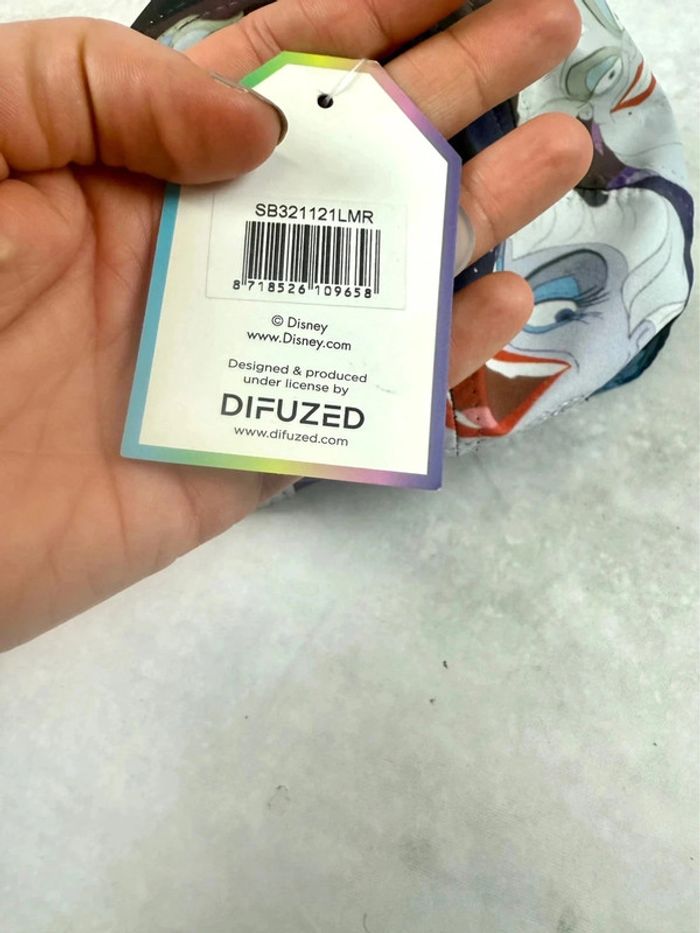 SB321121LMR
8 718526 109658
© Disney
www.Disney.com
Designed & produced
under license by
DIFUZED
www.difuzed.com